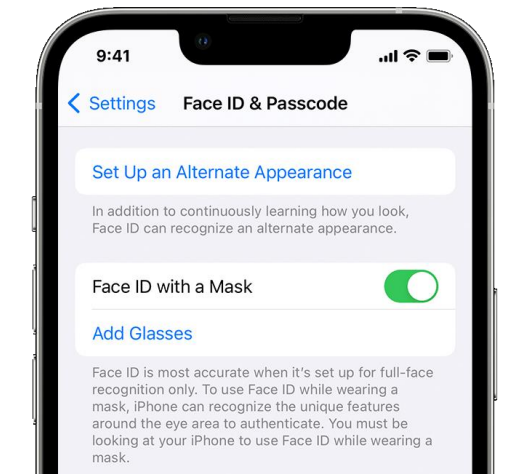 9:41
Settings Face ID & Passcode
Set Up an Alternate Appearance
In addition to continuously learning how you look,
Face ID can recognize an alternate appearance.
Face ID with a Mask
Add Glasses
Face ID is most accurate when it’s set up for full-face
recognition only. To use Face ID while wearing a
mask, iPhone can recognize the unique features
around the eye area to authenticate. You must be
looking at your iPhone to use Face ID while wearing a
mask.